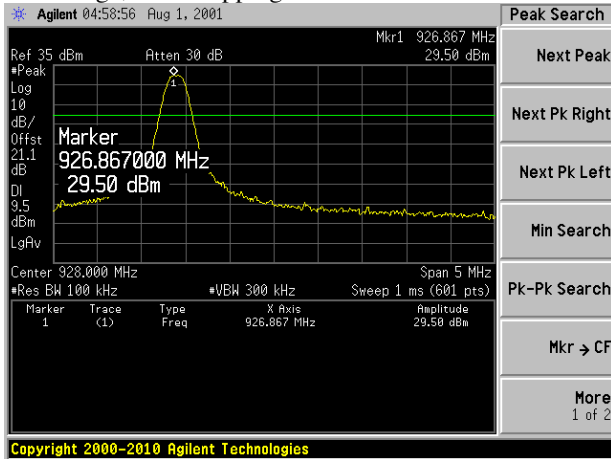 Agilent 04:58:56 Aug 1, 2001
Peak Search
Mkr1 926.867 MHz
Ref 35 dBm Atten 30 dB 29.50 dBm
#Peak
Log
10
dB/
Offst
21.1
dB
DI
9.5
dBm
LgAv
1
Marker
926.867000 MHz
29.50 dBm
Center 928.000 MHz Span 5 MHz
#Res BW 100 kHz #VBW 300 kHz Sweep 1 ms (601 pts)
Marker Trace Type X Axis Amplitude
1 (1) Freq 926.867 MHz 29.50 dBm
Next Peak
Next Pk Right
Next Pk Left
Min Search
Pk-Pk Search
Mkr → CF
More
1 of 2
Copyright 2000-2010 Agilent Technologies